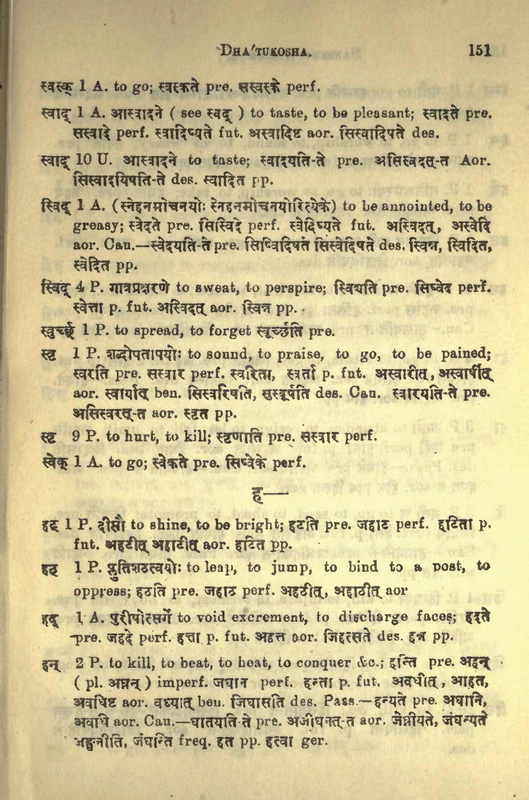 DHA'TUKOSHA. 151
स्वस्क् 1 A. to go; स्वस्कते pre. सस्वस्के perf.
स्वाद् 1 A. आस्वादने ( see स्वद् ) to taste, to be pleasant; स्वादते pre.
सस्वादे perf. स्वादिष्यते fut. अस्वादिष्ट aor. सिस्वादिषते des.
स्वाद् 10 U. आस्वादने to taste; स्वादयति-ते pre. असिस्वदत्-त Aor.
सिस्वादयिषति-ते des. स्वादित pp.
स्विद् 1 A. (स्नेहनमोचनयोः स्नेहनमोचनयोरित्येके) to be annointed, to be
greasy; स्वेदते pre. सिस्विदे perf. स्वेदिष्यते fut. अस्विदत्, अस्वेदि
aor. Cau.—स्वेदयति-ते pre. सिष्विदिषते सिस्वेदिषते des. स्विन्न, स्विदित,
स्वेदित pp.
स्विद् 4 P. गात्रप्रक्षरणे to sweat, to perspire; स्विद्यति pre. सिष्वेद perf.
स्वेत्ता p. fut. अस्विदत् aor. स्विन्न pp.
स्वुर्च्छ् 1 P. to spread, to forget स्वूर्च्छति pre.
स्वृ 1 P. शब्दोपतापयोः to sound, to praise, to go, to be pained;
स्वरति pre. सस्वार perf. स्वरिता, स्वर्ता p. fut. अस्वारीत्, अस्वार्षीत्
aor. स्वर्यात् ben. सिस्वरिषति, सुस्वूर्षति des. Cau. स्वारयति-ते pre.
असिस्वरत्-त aor. स्वृत pp.
स्वॄ 9 P. to hurt, to kill; स्वृणाति pre. सस्वार perf.
स्वेक् 1 A. to go; स्वेकते pre. सिष्वेके perf.
ह—
हट् 1 P. दीप्तौ to shine, to be bright; हटति pre. जहाट perf. हटिता p.
fut. अहटीत् अहाटीत् aor. हटित pp.
हठ् 1 P. प्लुतिशठत्वयोः to leap, to jump, to bind to a post, to
oppress; हठति pre. जहाठ perf. अहठीत्, अहाठीत् aor
हद् 1 A. पुरीषोत्सर्गे to void excrement, to discharge faces; हदते
pre. जहदे perf. हत्ता p. fut. अहत्त aor. जिहत्सते des. हन्न pp.
हन् 2 P. to kill, to beat, to heat, to conquer &c.; हन्ति pre. अहन्
( pl. अघ्नन् ) imperf. जघान perf. हन्ता p. fut. अवधीत्, आहत,
अवधिष्ट aor. वध्यात् ben. जिघांसति des. Pass.—हन्यते pre. अघानि,
अवधि aor. Cau.—घातयति-ते pre. अजीघनत्-त aor. जेघ्नीयते, जंघन्यते
जङ्घनीति, जंघन्ति freq. हत pp. हत्वा ger.